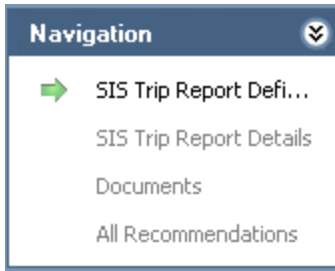 Navigation
SIS Trip Report Defi...
SIS Trip Report Details
Documents
All Recommendations